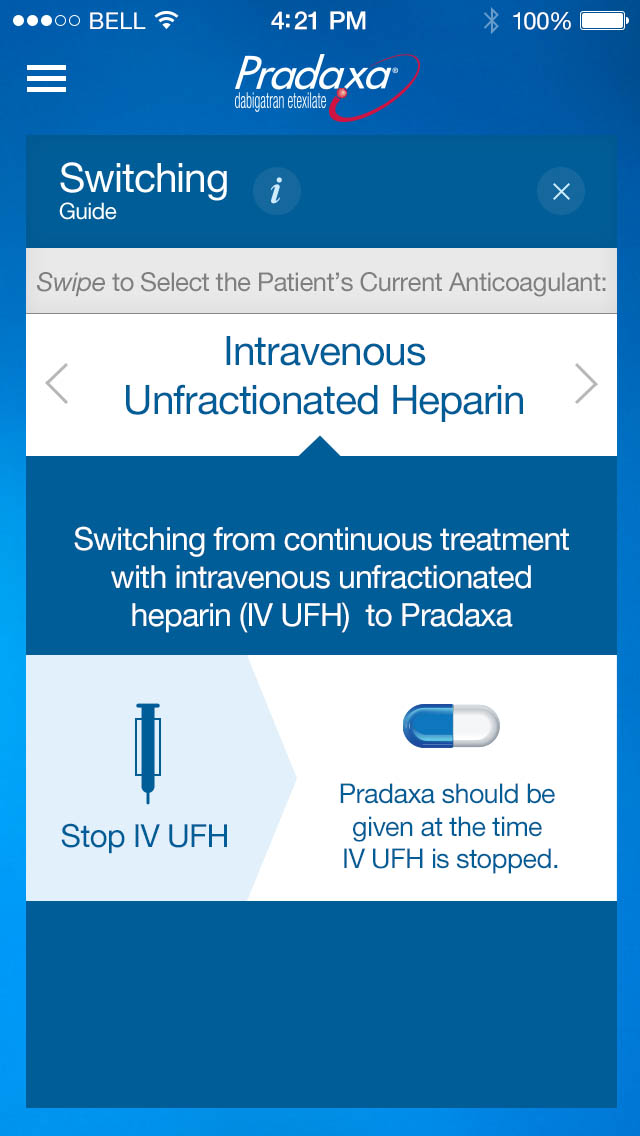 BELL 4:21 PM 100%
Pradaxa®
dabigatran etexilate
Switching
Guide
i
Swipe to Select the Patient's Current Anticoagulant:
Intravenous
Unfractionated Heparin
Switching from continuous treatment
with intravenous unfractionated
heparin (IV UFH) to Pradaxa
Stop IV UFH
Pradaxa should be
given at the time
IV UFH is stopped.